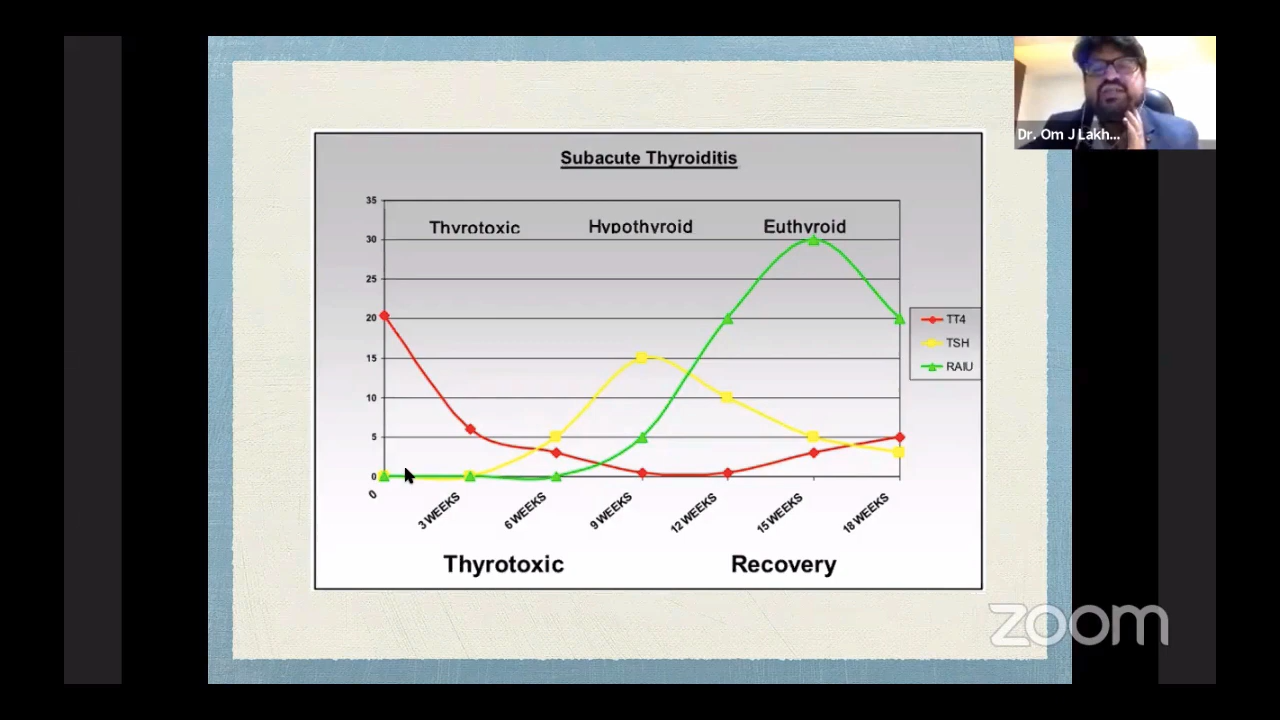 Dr. Om J Lakh...
Subacute Thyroiditis
35
30
25
20
15
10
5
0
Thyrotoxic
Hypothyroid
Euthyroid
TT4
TSH
RAIU
0
3 WEEKS
6 WEEKS
9 WEEKS
12 WEEKS
15 WEEKS
18 WEEKS
Thyrotoxic
Recovery
zoom